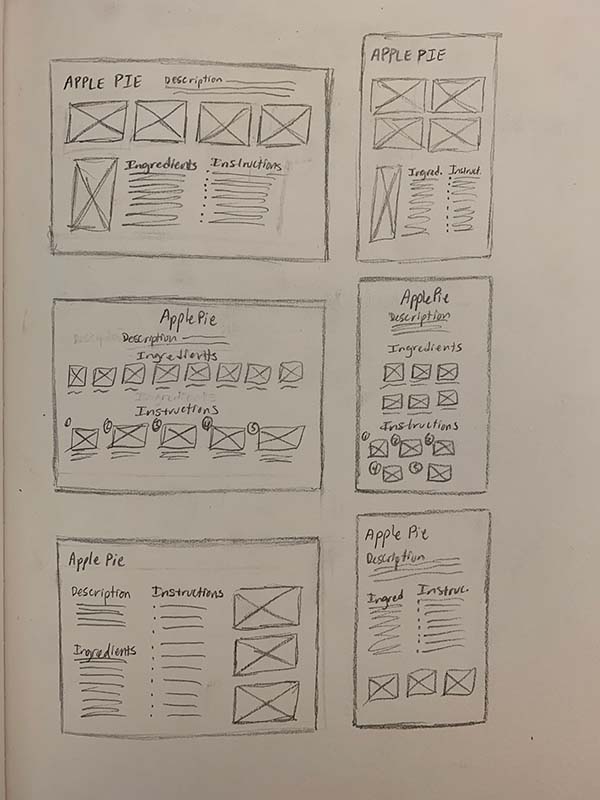 APPLE PIE Description
Ingredients Instructions
APPLE PIE
Ingred. Instruct.
Apple Pie
Description
Ingredients
Instructions
1 2 3 4 5
Apple Pie
Description
Ingredients
Instructions
1 2 3
4 5
Apple Pie
Description Instructions
Ingredients
Apple Pie
Description
Ingred Instruc.